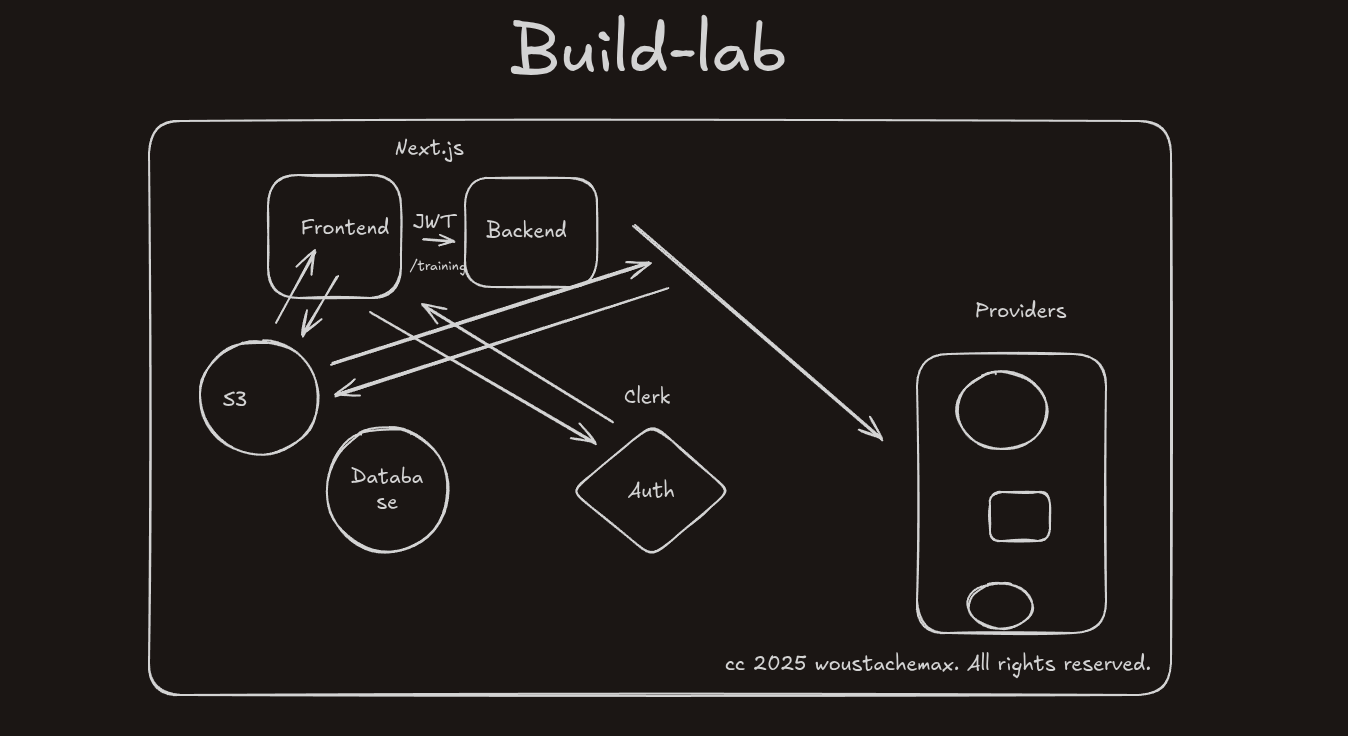 Build-lab
Next.js
Frontend
JWT
/training
Backend
Providers
S3
Clerk
Databa
se
Auth
cc 2025 woustachemax. All rights reserved.